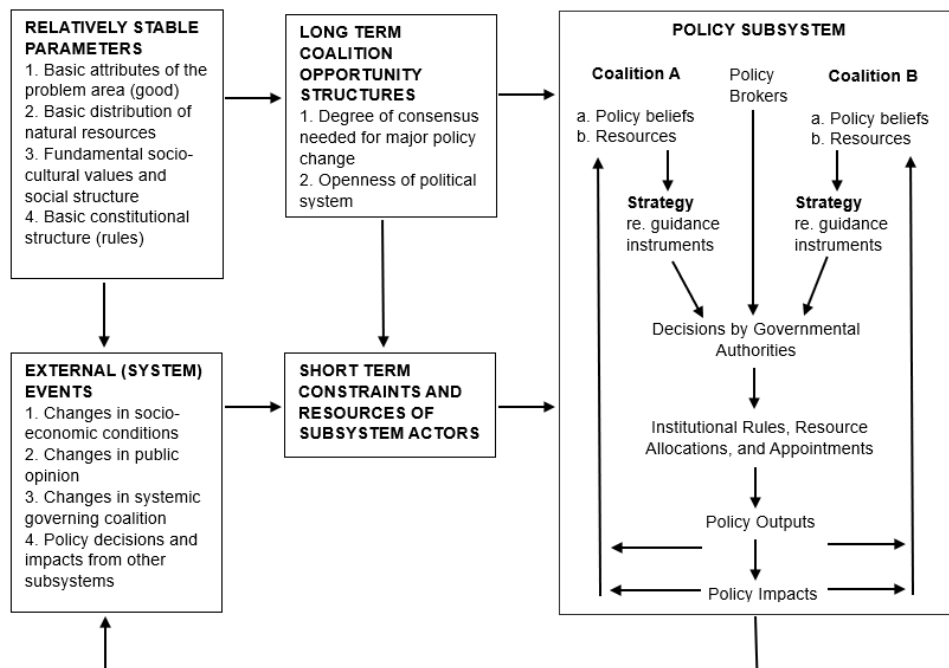 RELATIVELY STABLE
PARAMETERS
1. Basic attributes of the
problem area (good)
2. Basic distribution of
natural resources
3. Fundamental socio-
cultural values and
social structure
4. Basic constitutional
structure (rules)
LONG TERM
COALITION
OPPORTUNITY
STRUCTURES
1. Degree of consensus
needed for major policy
change
2. Openness of political
system
POLICY SUBSYSTEM
Coalition A
a. Policy beliefs
b. Resources
Strategy
re. guidance
instruments
Policy
Brokers
Coalition B
a. Policy beliefs
b. Resources
Strategy
re. guidance
instruments
Decisions by Governmental
Authorities
Institutional Rules, Resource
Allocations, and Appointments
Policy Outputs
Policy Impacts
EXTERNAL (SYSTEM)
EVENTS
1. Changes in socio-
economic conditions
2. Changes in public
opinion
3. Changes in systemic
governing coalition
4. Policy decisions and
impacts from other
subsystems
SHORT TERM
CONSTRAINTS AND
RESOURCES OF
SUBSYSTEM ACTORS